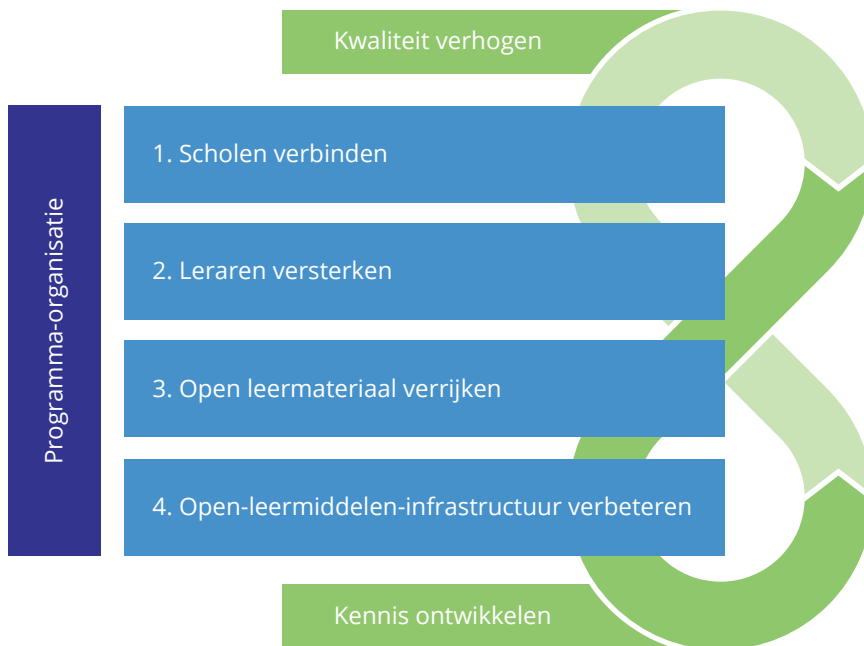 Kwaliteit verhogen
Programma-organisatie
1. Scholen verbinden
2. Leraren versterken
3. Open leermateriaal verrijken
4. Open-leermiddelen-infrastructuur verbeteren
Kennis ontwikkelen